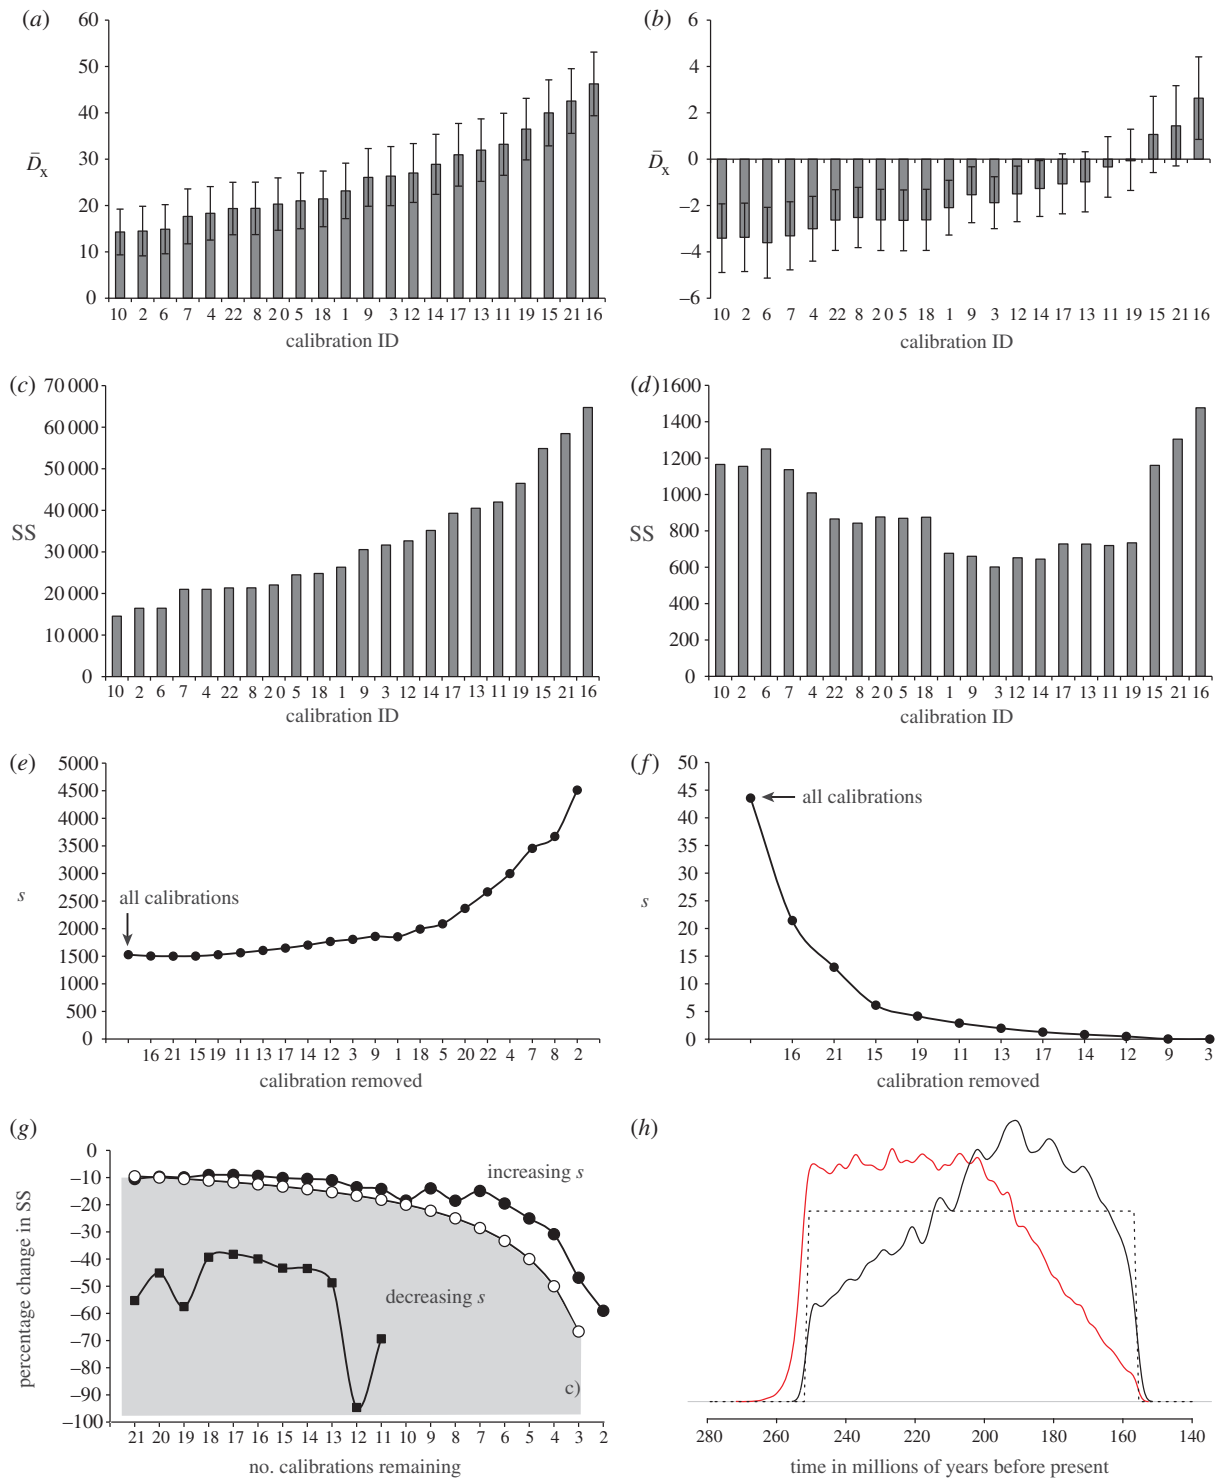 (a)
60
50
40
30
20
10
0
D̄x
10 2 6 7 4 22 8 2 0 5 18 1 9 3 12 14 17 13 11 19 15 21 16
calibration ID
(b)
6
4
2
0
–2
–4
–6
D̄x
10 2 6 7 4 22 8 2 0 5 18 1 9 3 12 14 17 13 11 19 15 21 16
calibration ID
(c)
70 000
60 000
50 000
40 000
30 000
20 000
10 000
0
SS
10 2 6 7 4 22 8 2 0 5 18 1 9 3 12 14 17 13 11 19 15 21 16
calibration ID
(d)
1600
1400
1200
1000
800
600
400
200
0
SS
10 2 6 7 4 22 8 2 0 5 18 1 9 3 12 14 17 13 11 19 15 21 16
calibration ID
(e)
5000
4500
4000
3500
3000
2500
2000
1500
1000
500
0
s
all calibrations
16 21 15 19 11 13 17 14 12 3 9 1 18 5 20 22 4 7 8 2
calibration removed
(f)
50
45
40
35
30
25
20
15
10
5
0
s
all calibrations
16 21 15 19 11 13 17 14 12 9 3
calibration removed
(g)
0
–10
–20
–30
–40
–50
–60
–70
–80
–90
–100
percentage change in SS
increasing s
decreasing s
c)
21 20 19 18 17 16 15 14 13 12 11 10 9 8 7 6 5 4 3 2
no. calibrations remaining
(h)
280 260 240 220 200 180 160 140
time in millions of years before present